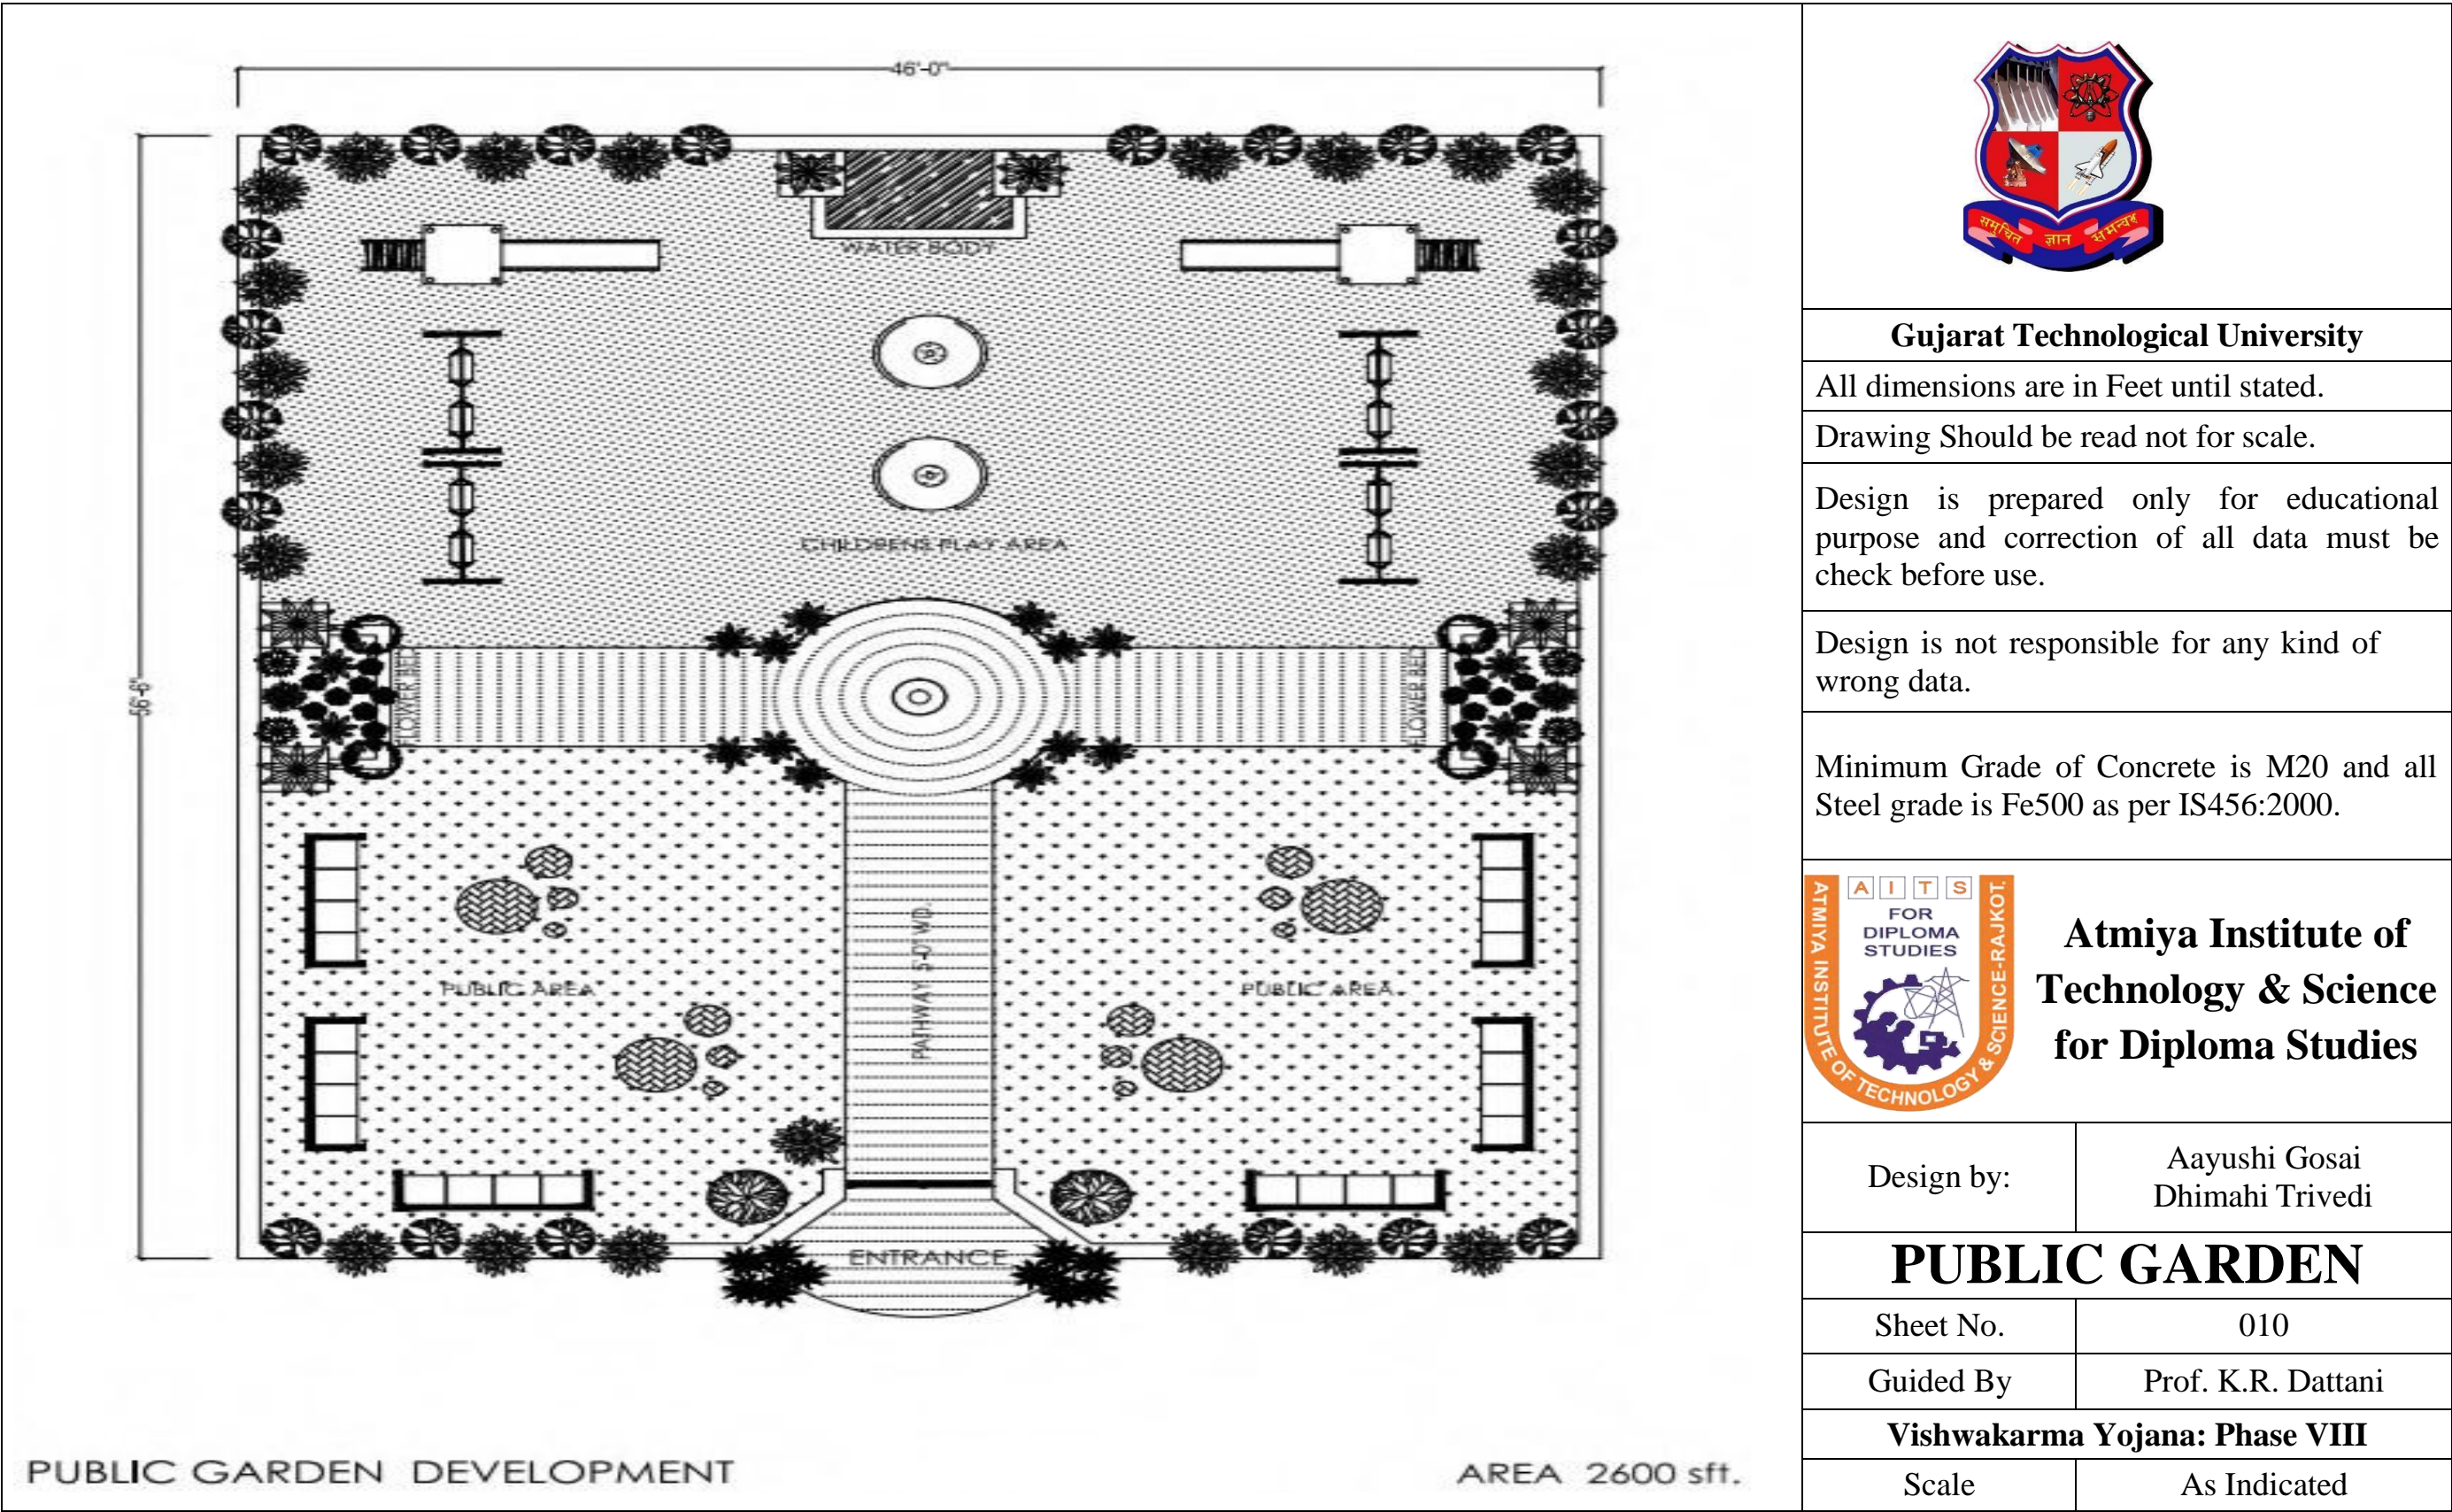 46'-0"
56'-6"
WATER BODY
CHILDRENS PLAY AREA
FLOWER BED
FLOWER BED
PUBLIC AREA
PATHWAY 5'-0" WD.
PUBLIC AREA
ENTRANCE
PUBLIC GARDEN DEVELOPMENT
AREA 2600 sft.
समुचित ज्ञान समन्वय
Gujarat Technological University
All dimensions are in Feet until stated.
Drawing Should be read not for scale.
Design is prepared only for educational
purpose and correction of all data must be
check before use.
Design is not responsible for any kind of
wrong data.
Minimum Grade of Concrete is M20 and all
Steel grade is Fe500 as per IS456:2000.
A I T S
FOR
DIPLOMA
STUDIES
ATMIYA INSTITUTE OF TECHNOLOGY & SCIENCE-RAJKOT.
Atmiya Institute of
Technology & Science
for Diploma Studies
Design by:
Aayushi Gosai
Dhimahi Trivedi
PUBLIC GARDEN
Sheet No. 010
Guided By Prof. K.R. Dattani
Vishwakarma Yojana: Phase VIII
Scale As Indicated